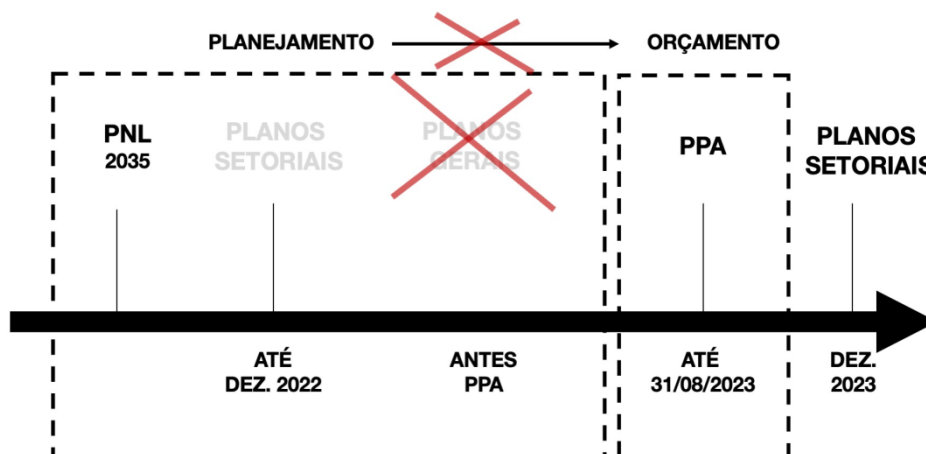 PLANEJAMENTO
ORÇAMENTO
PNL
2035
PLANOS
SETORIAIS
PLANOS
GERAIS
PPA
PLANOS
SETORIAIS
ATÉ
DEZ. 2022
ANTES
PPA
ATÉ
31/08/2023
DEZ.
2023